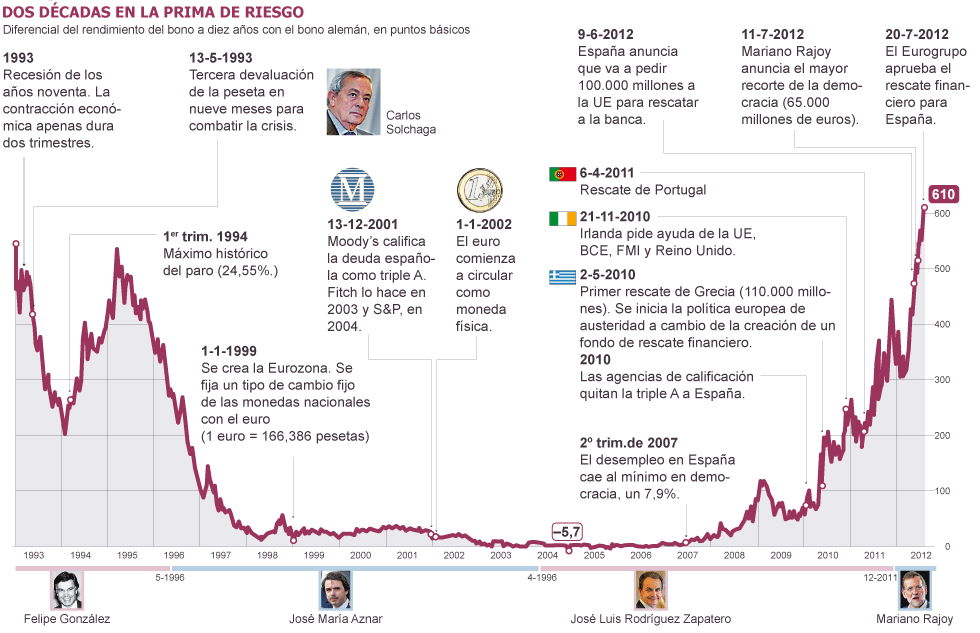 DOS DÉCADAS EN LA PRIMA DE RIESGO
Diferencial del rendimiento del bono a diez años con el bono alemán, en puntos básicos
1993
Recesión de los
años noventa. La
contracción econó-
mica apenas dura
dos trimestres.
13-5-1993
Tercera devaluación
de la peseta en
nueve meses para
combatir la crisis.
Carlos
Solchaga
9-6-2012
España anuncia
que va a pedir
100.000 millones
a la UE para rescatar
a la banca.
11-7-2012
Mariano Rajoy
anuncia el mayor
recorte de la demo-
cracia (65.000
millones de euros).
20-7-2012
El Eurogrupo
aprueba el
rescate finan-
ciero para
España.
1er trim. 1994
Máximo histórico
del paro (24,55%.)
M
13-12-2001
Moody's califica
la deuda españo-
la como triple A.
Fitch lo hace en
2003 y S&P, en
2004.
1-1-2002
El euro
comienza
a circular
como
moneda
física.
6-4-2011
Rescate de Portugal
21-11-2010
Irlanda pide ayuda de la UE,
BCE, FMI y Reino Unido.
2-5-2010
Primer rescate de Grecia (110.000 millo-
nes). Se inicia la política europea de
austeridad a cambio de la creación de un
fondo de rescate financiero.
2010
Las agencias de calificación
quitan la triple A a España.
1-1-1999
Se crea la Eurozona. Se
fija un tipo de cambio fijo
de las monedas nacionales
con el euro
(1 euro = 166,386 pesetas)
2º trim.de 2007
El desempleo en España
cae al mínimo en demo-
cracia, un 7,9%.
610
600
500
400
300
200
100
0
–5,7
1993 1994 1995 1996 1997 1998 1999 2000 2001 2002 2003 2004 2005 2006 2007 2008 2009 2010 2011 2012
5-1996 4-1996 12-2011
Felipe González José María Aznar José Luis Rodríguez Zapatero Mariano Rajoy